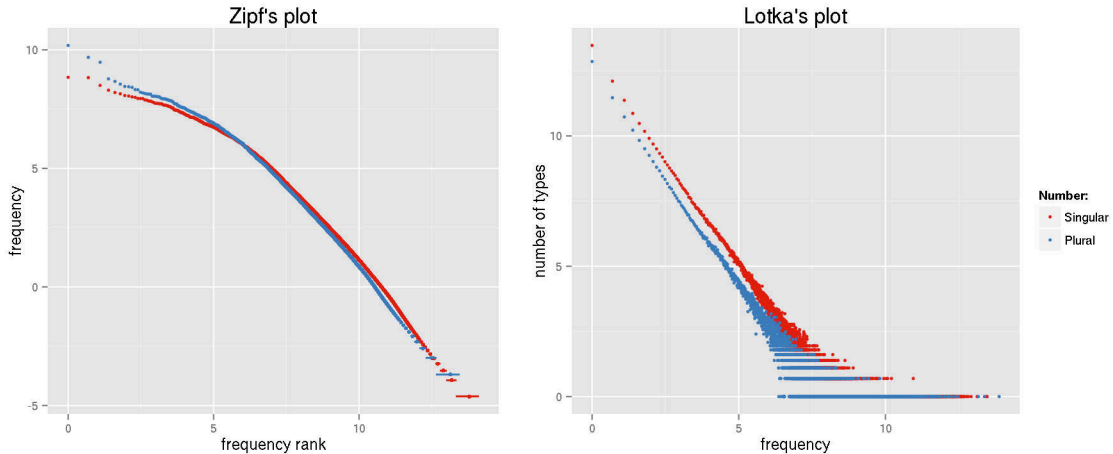 Zipf's plot
frequency
10
5
0
-5
0
5
10
frequency rank
Lotka's plot
number of types
10
5
0
0
5
10
frequency
Number:
Singular
Plural